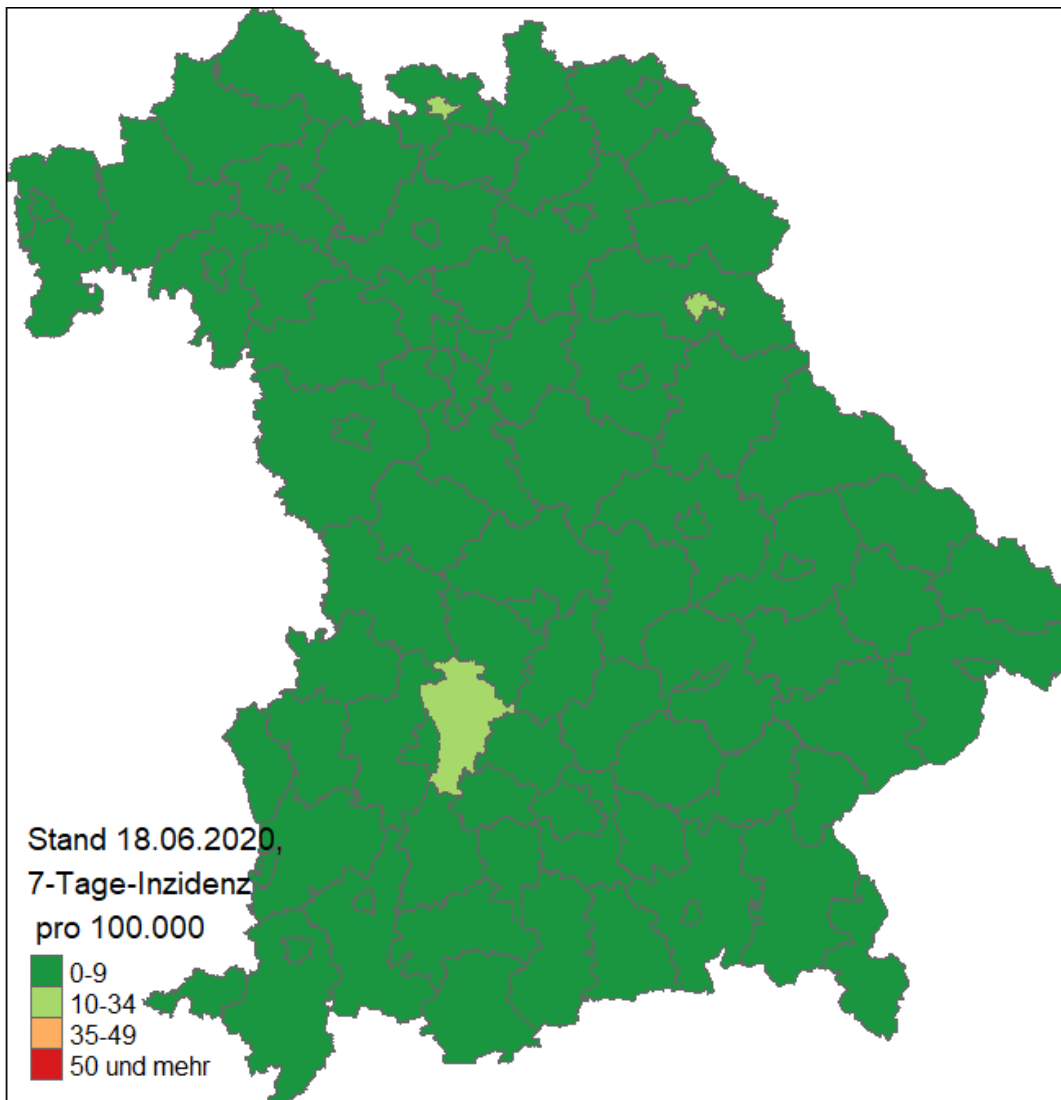 Stand 18.06.2020,
7-Tage-Inzidenz
pro 100.000
0-9
10-34
35-49
50 und mehr